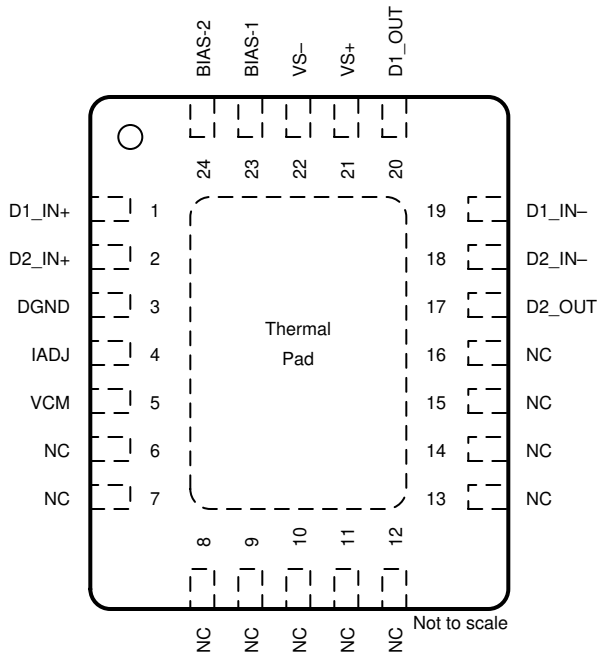 BIAS-2
BIAS-1
VS–
VS+
D1_OUT
24
23
22
21
20
D1_IN+ 1
19 D1_IN–
D2_IN+ 2
18 D2_IN–
DGND 3
17 D2_OUT
IADJ 4
16 NC
VCM 5
15 NC
NC 6
14 NC
NC 7
13 NC
Thermal
Pad
8
9
10
11
12
NC
NC
NC
NC
NC
Not to scale